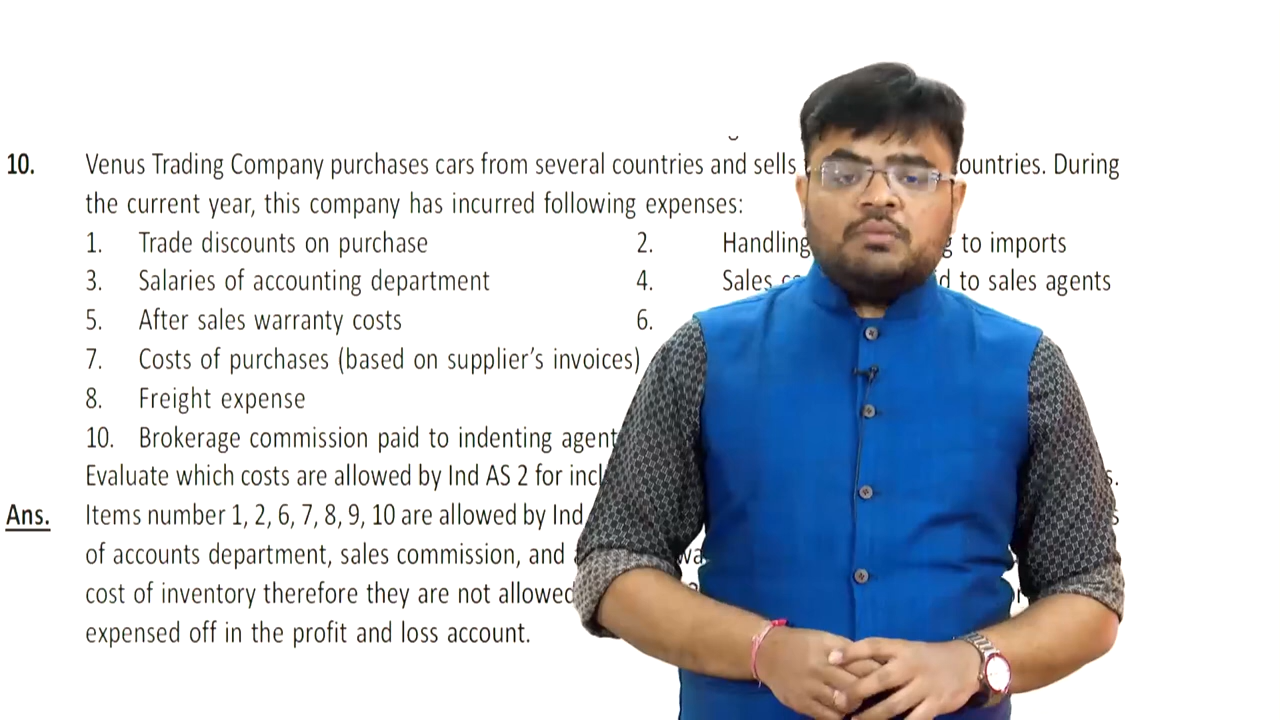 10. Venus Trading Company purchases cars from several countries and sells ountries. During
the current year, this company has incurred following expenses:
1. Trade discounts on purchase 2. Handling g to imports
3. Salaries of accounting department 4. Sales d to sales agents
5. After sales warranty costs 6.
7. Costs of purchases (based on supplier's invoices)
8. Freight expense
10. Brokerage commission paid to indenting agent
Evaluate which costs are allowed by Ind AS 2 for incl s.
Ans. Items number 1, 2, 6, 7, 8, 9, 10 are allowed by Ind s
of accounts department, sales commission, and wa
cost of inventory therefore they are not allowed
expensed off in the profit and loss account.